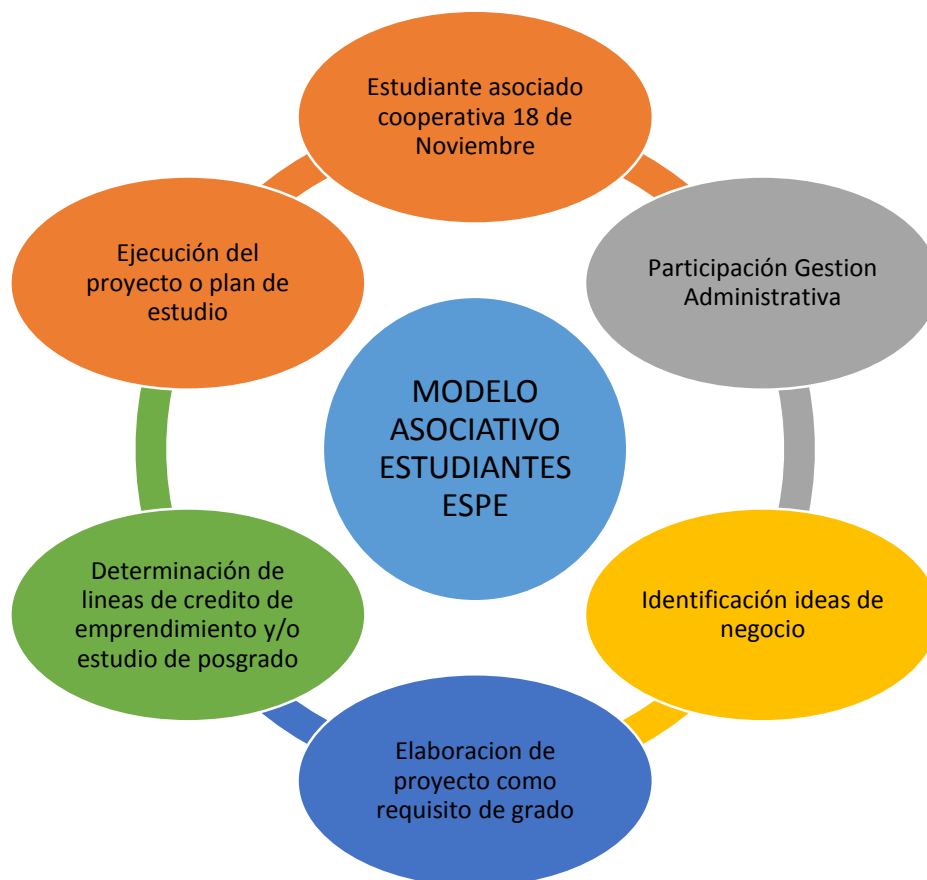 Estudiante asociado
cooperativa 18 de
Noviembre
Participación Gestion
Administrativa
Identificación ideas de
negocio
Elaboracion de
proyecto como
requisito de grado
Determinación de
lineas de credito de
emprendimiento y/o
estudio de posgrado
Ejecución del
proyecto o plan de
estudio
MODELO
ASOCIATIVO
ESTUDIANTES
ESPE